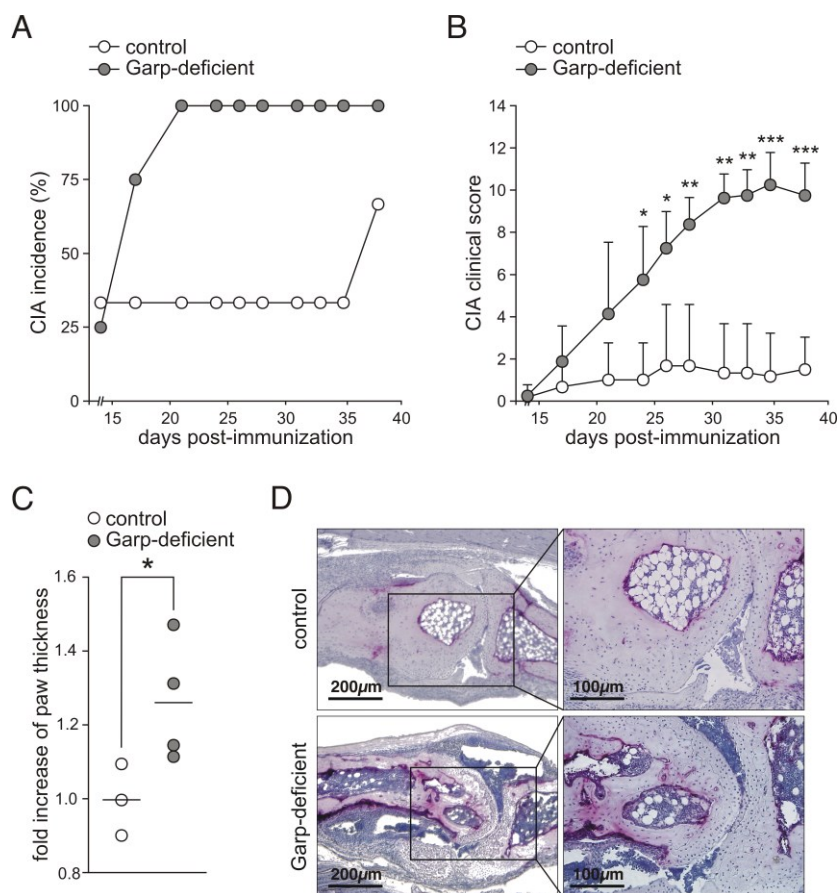 A
control
Garp-deficient
CIA incidence (%)
100
75
50
25
0
15 20 25 30 35 40
days post-immunization
B
control
Garp-deficient
CIA clinical score
14
12
10
8
6
4
2
0
* * ** ** ** *** ***
15 20 25 30 35 40
days post-immunization
C
control
Garp-deficient
*
fold increase of paw thickness
1.6
1.4
1.2
1.0
0.8
D
control
200µm
100µm
Garp-deficient
200µm
100µm